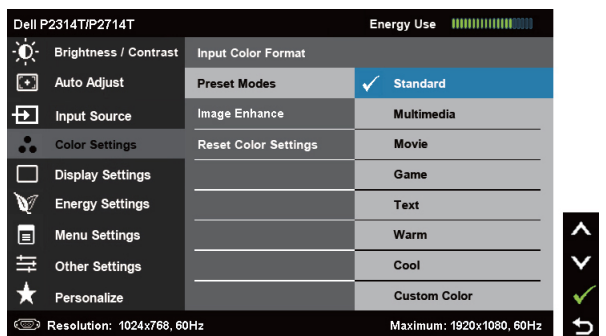 Dell P2314T/P2714T Energy Use
Brightness / Contrast
Auto Adjust
Input Source
Color Settings
Display Settings
Energy Settings
Menu Settings
Other Settings
Personalize
Input Color Format
Preset Modes
Image Enhance
Reset Color Settings
Standard
Multimedia
Movie
Game
Text
Warm
Cool
Custom Color
Resolution: 1024x768, 60Hz Maximum: 1920x1080, 60Hz